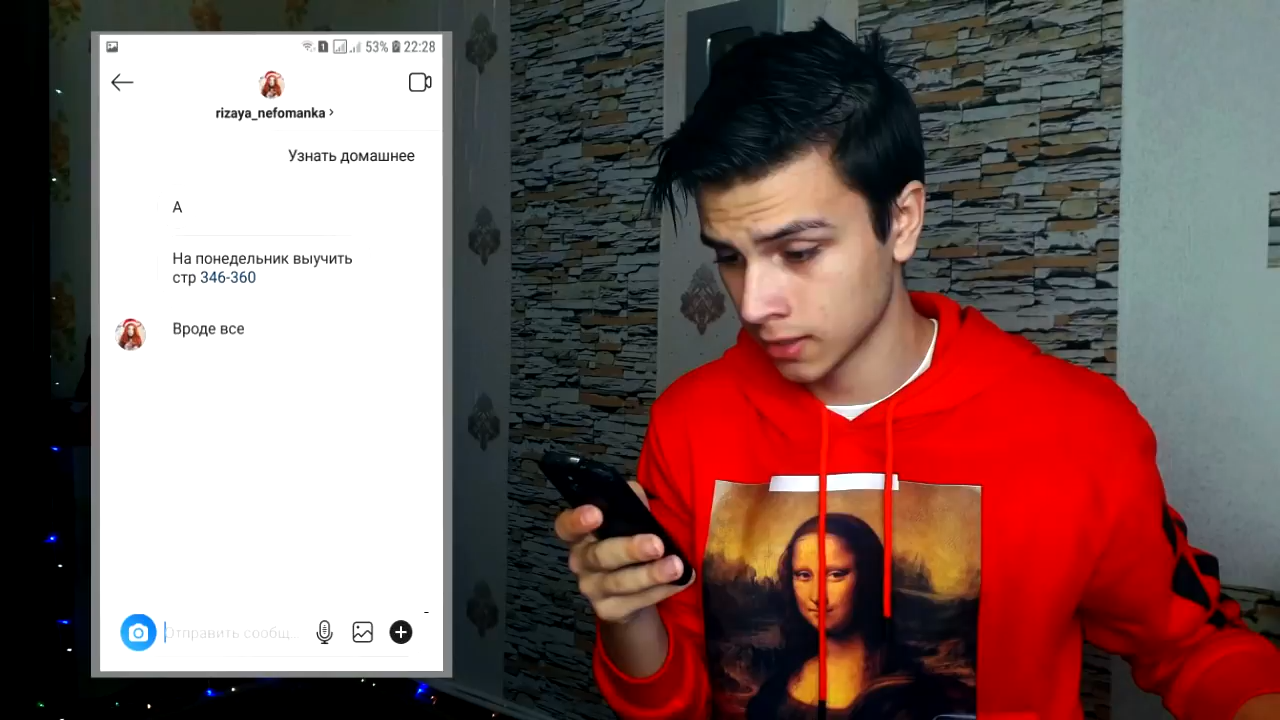 53% 22:28
rizaya_nefomanka
Узнать домашнее
А
На понедельник выучить
стр 346-360
Вроде все
Отправить сообщ...